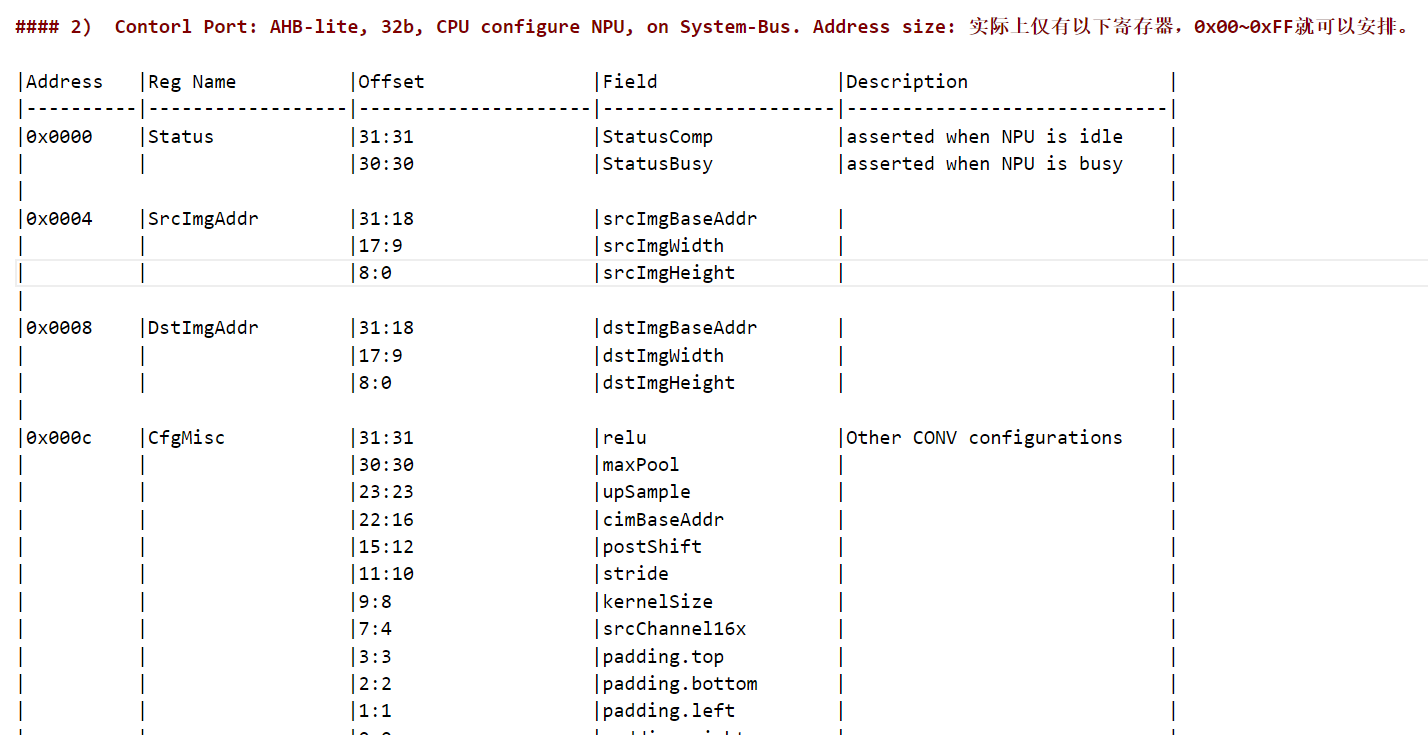 #### 2)  Contorl Port: AHB-lite, 32b, CPU configure NPU, on System-Bus. Address size: 实际上仅有以下寄存器，0x00~0xFF就可以安排。
|Address   |Reg Name          |Offset               |Field                |Description                  |
|----------|------------------|---------------------|---------------------|-----------------------------|
|0x0000    |Status            |31:31                |StatusComp           |asserted when NPU is idle    |
|          |                  |30:30                |StatusBusy           |asserted when NPU is busy    |
|                                                                                                       |
|0x0004    |SrcImgAddr        |31:18                |srcImgBaseAddr       |                             |
|          |                  |17:9                 |srcImgWidth          |                             |
|          |                  |8:0                  |srcImgHeight         |                             |
|                                                                                                       |
|0x0008    |DstImgAddr        |31:18                |dstImgBaseAddr       |                             |
|          |                  |17:9                 |dstImgWidth          |                             |
|          |                  |8:0                  |dstImgHeight         |                             |
|                                                                                                       |
|0x000c    |CfgMisc           |31:31                |relu                 |Other CONV configurations    |
|          |                  |30:30                |maxPool              |                             |
|          |                  |23:23                |upSample             |                             |
|          |                  |22:16                |cimBaseAddr          |                             |
|          |                  |15:12                |postShift            |                             |
|          |                  |11:10                |stride               |                             |
|          |                  |9:8                  |kernelSize           |                             |
|          |                  |7:4                  |srcChannel16x        |                             |
|          |                  |3:3                  |padding.top          |                             |
|          |                  |2:2                  |padding.bottom       |                             |
|          |                  |1:1                  |padding.left         |                             |